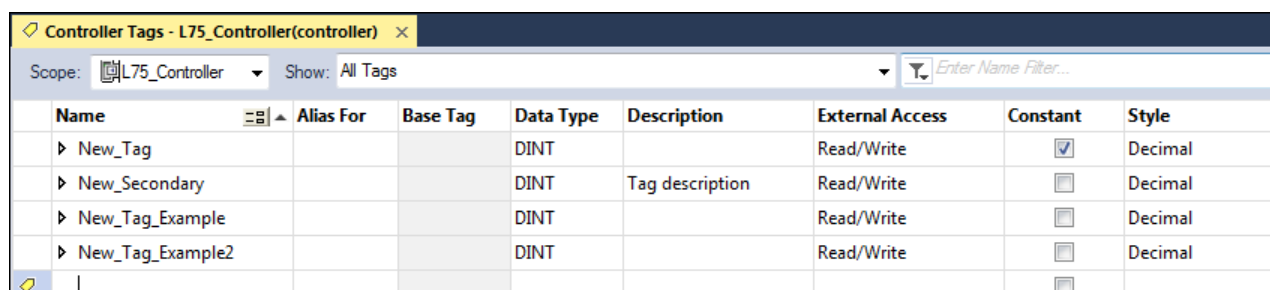 Controller Tags - L75_Controller(controller) ×
Scope: L75_Controller Show: All Tags Enter Name Filter...
Name Alias For Base Tag Data Type Description External Access Constant Style
New_Tag DINT Read/Write Decimal
New_Secondary DINT Tag description Read/Write Decimal
New_Tag_Example DINT Read/Write Decimal
New_Tag_Example2 DINT Read/Write Decimal